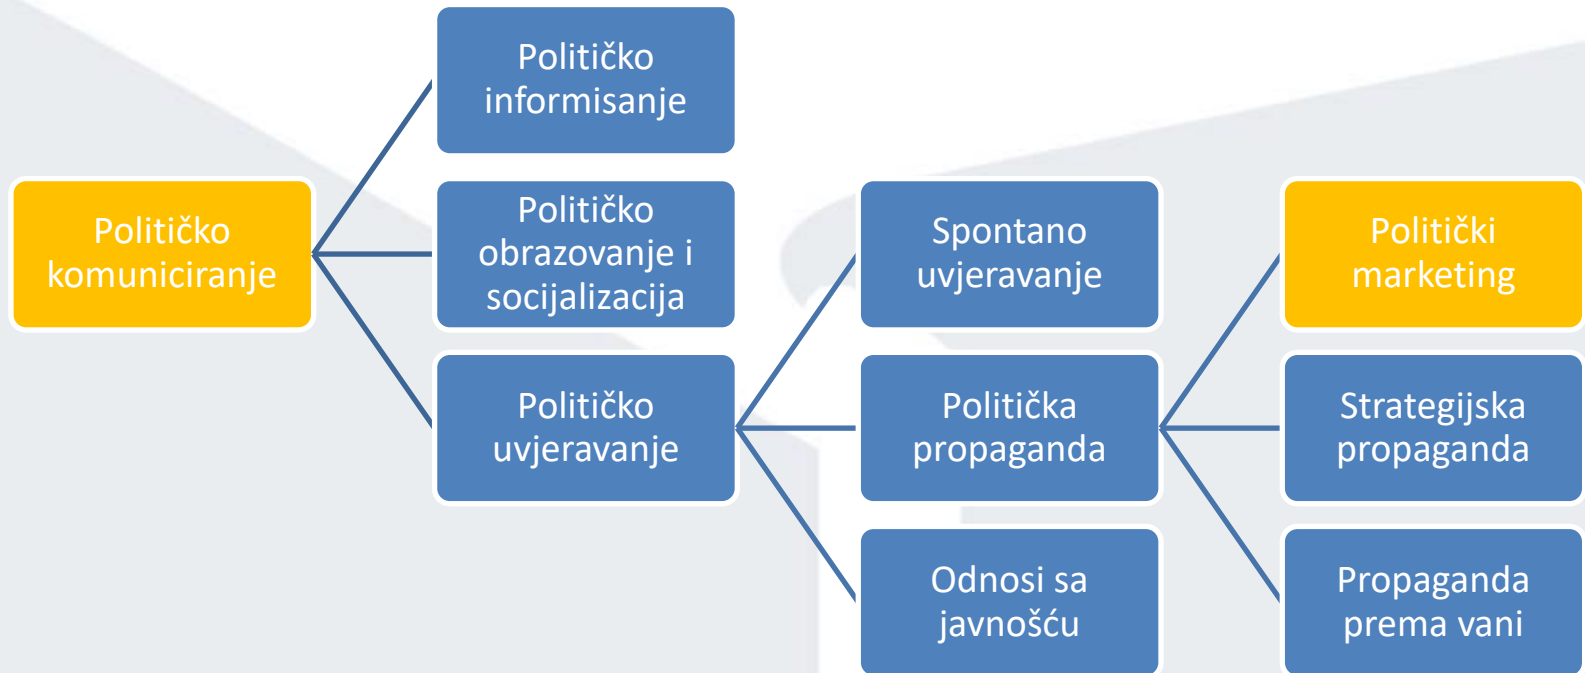 Političko
informisanje
Političko
komuniciranje
Političko
obrazovanje i
socijalizacija
Političko
uvjeravanje
Spontano
uvjeravanje
Politička
propaganda
Odnosi sa
javnošću
Politički
marketing
Strategijska
propaganda
Propaganda
prema vani